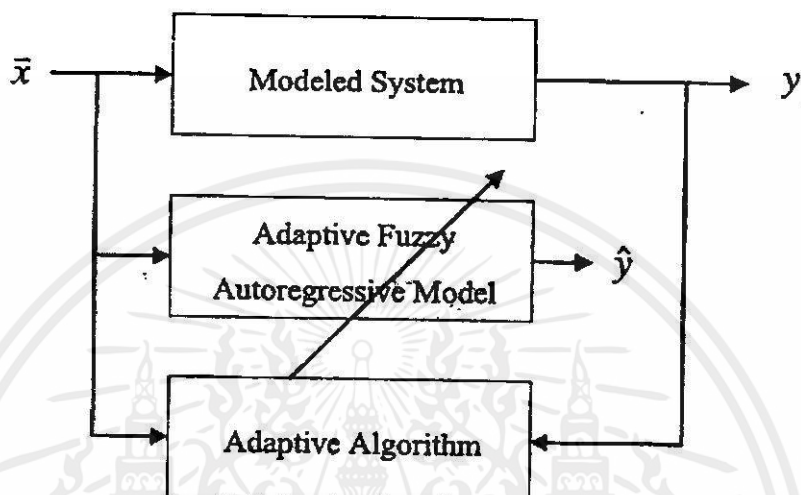 x̄
Modeled System
y
Adaptive Fuzzy
Autoregressive Model
ŷ
Adaptive Algorithm